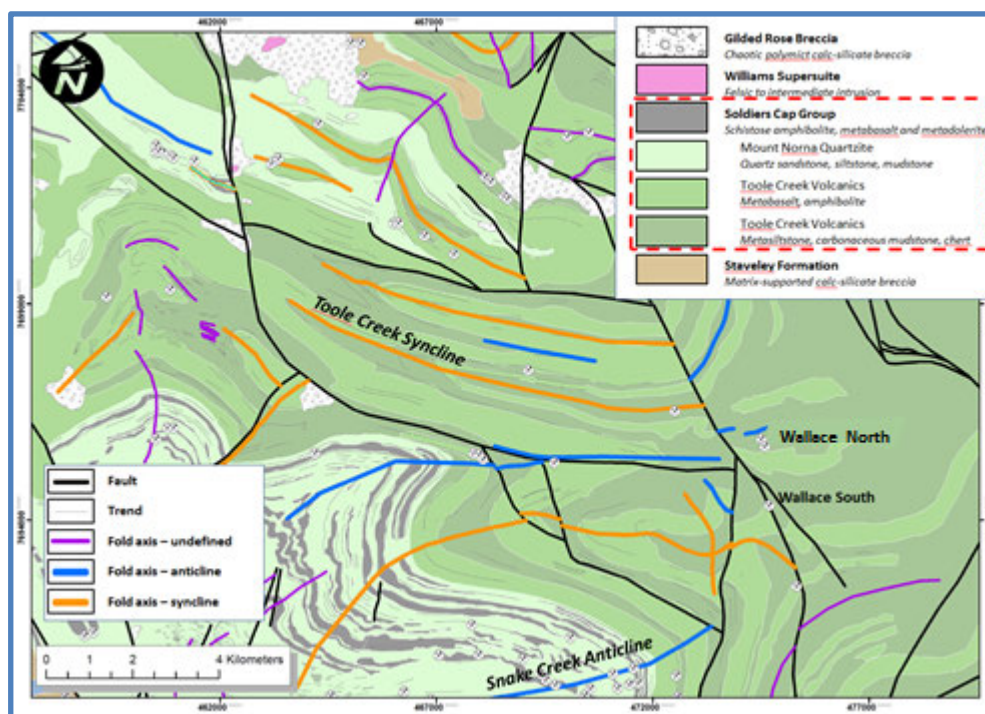 462000
467000
7704000
7699000
7694000
N
Gilded Rose Breccia
Chaotic polymict calc-silicate breccia
Williams Supersuite
Felsic to intermediate intrusion
Soldiers Cap Group
Schistose amphibolite, metabasalt and metadolerite
Mount Norna Quartzite
Quartz sandstone, siltstone, mudstone
Toole Creek Volcanics
Metabasalt, amphibolite
Toole Creek Volcanics
Metasiltstone, carbonaceous mudstone, chert
Staveley Formation
Matrix-supported calc-silicate breccia
Toole Creek Syncline
Wallace North
Wallace South
Snake Creek Anticline
Fault
Trend
Fold axis – undefined
Fold axis – anticline
Fold axis – syncline
0 1 2 4 Kilometers
462000
467000
472000
477000